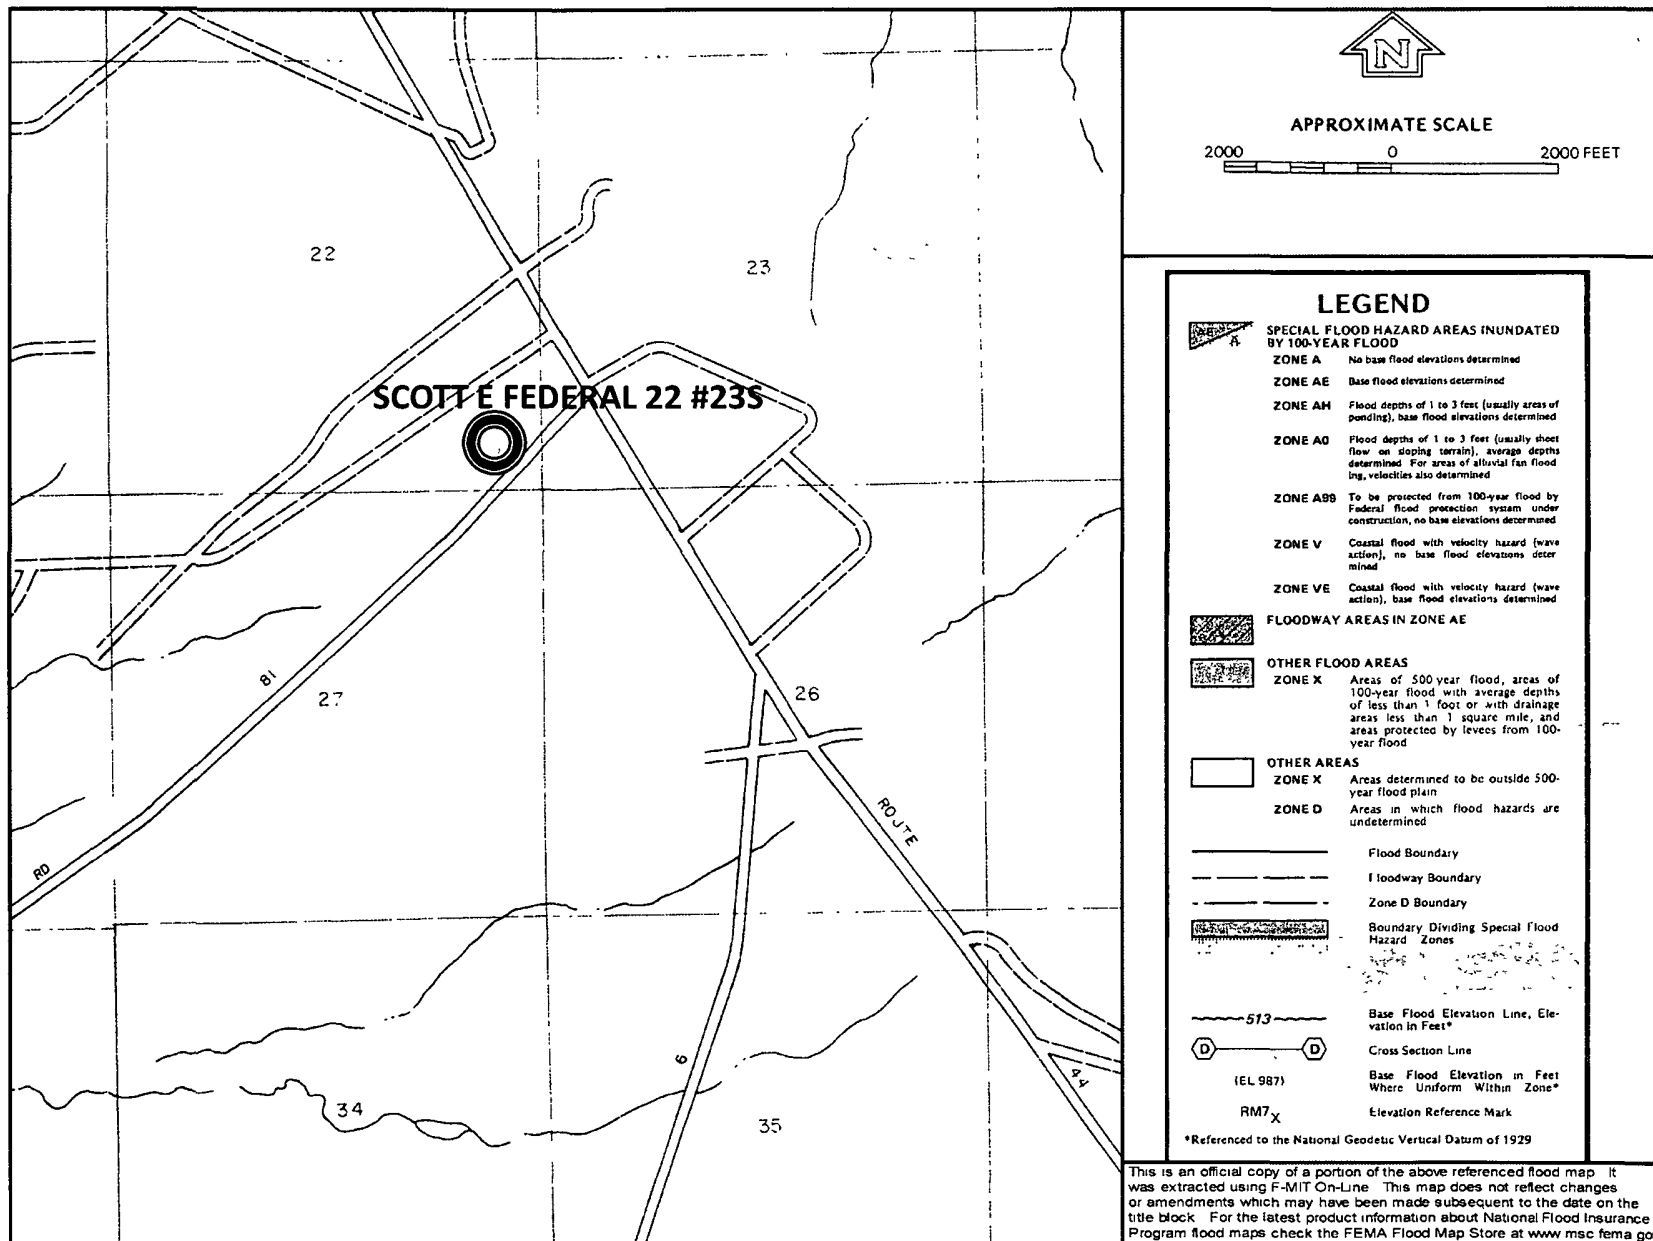 22
23
SCOTT E FEDERAL 22 #23S
81
27
26
RD
ROUTE
6
44
34
35
N
APPROXIMATE SCALE
2000 0 2000 FEET
LEGEND
SPECIAL FLOOD HAZARD AREAS INUNDATED
BY 100-YEAR FLOOD
A
ZONE A No base flood elevations determined
ZONE AE Base flood elevations determined
ZONE AH Flood depths of 1 to 3 feet (usually areas of
ponding), base flood elevations determined
ZONE AO Flood depths of 1 to 3 feet (usually sheet
flow on sloping terrain), average depths
determined For areas of alluvial fan flood
ing, velocities also determined
ZONE A99 To be protected from 100-year flood by
Federal flood protection system under
construction, no base elevations determined
ZONE V Coastal flood with velocity hazard (wave
action), no base flood elevations deter
mined
ZONE VE Coastal flood with velocity hazard (wave
action), base flood elevations determined
FLOODWAY AREAS IN ZONE AE
OTHER FLOOD AREAS
ZONE X Areas of 500 year flood, areas of
100-year flood with average depths
of less than 1 foot or with drainage
areas less than 1 square mile, and
areas protected by levees from 100-
year flood
OTHER AREAS
ZONE X Areas determined to be outside 500-
year flood plain
ZONE D Areas in which flood hazards are
undetermined
Flood Boundary
Floodway Boundary
Zone D Boundary
Boundary Dividing Special Flood
Hazard Zones
513 Base Flood Elevation Line, Ele-
vation in Feet*
D D Cross Section Line
(EL 987) Base Flood Elevation in Feet
Where Uniform Within Zone*
RM7X Elevation Reference Mark
*Referenced to the National Geodetic Vertical Datum of 1929
This is an official copy of a portion of the above referenced flood map It
was extracted using F-MIT On-Line This map does not reflect changes
or amendments which may have been made subsequent to the date on the
title block For the latest product information about National Flood Insurance
Program flood maps check the FEMA Flood Map Store at www msc fema go